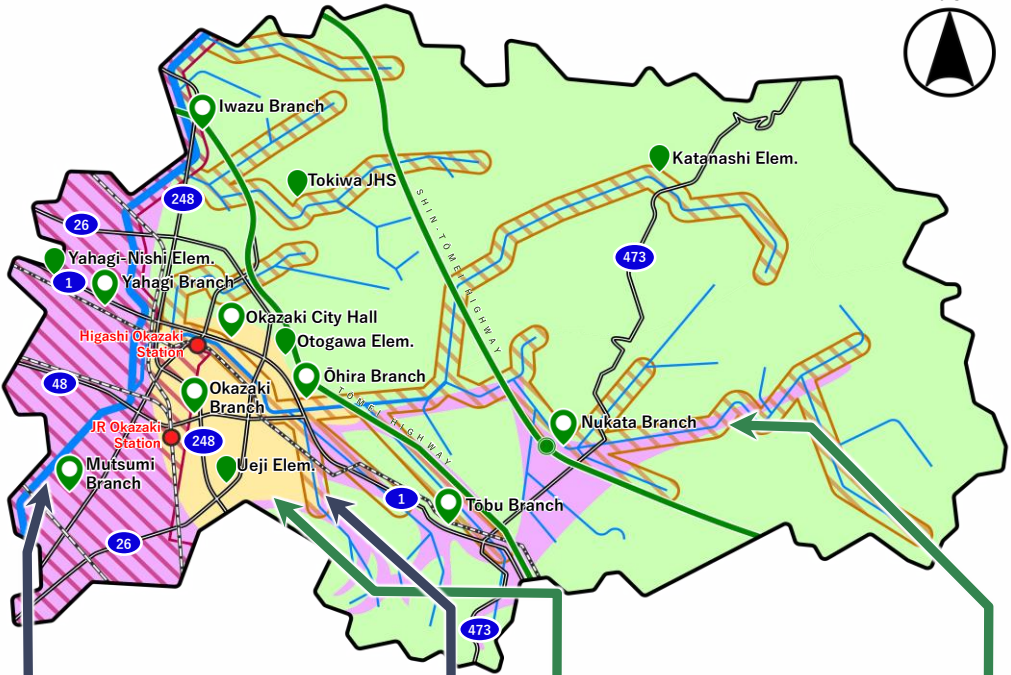 Iwazu Branch
Katanashi Elem.
Tokiwa JHS
248
26
SHIN-TŌMEI HIGHWAY
473
Yahagi-Nishi Elem.
1
Yahagi Branch
Okazaki City Hall
Higashi Okazaki
Station
Otogawa Elem.
48
Ōhira Branch
Okazaki
Branch
TŌMEI HIGHWAY
Nukata Branch
JR Okazaki
Station
248
Mutsumi
Branch
Ueji Elem.
1
Tōbu Branch
26
473